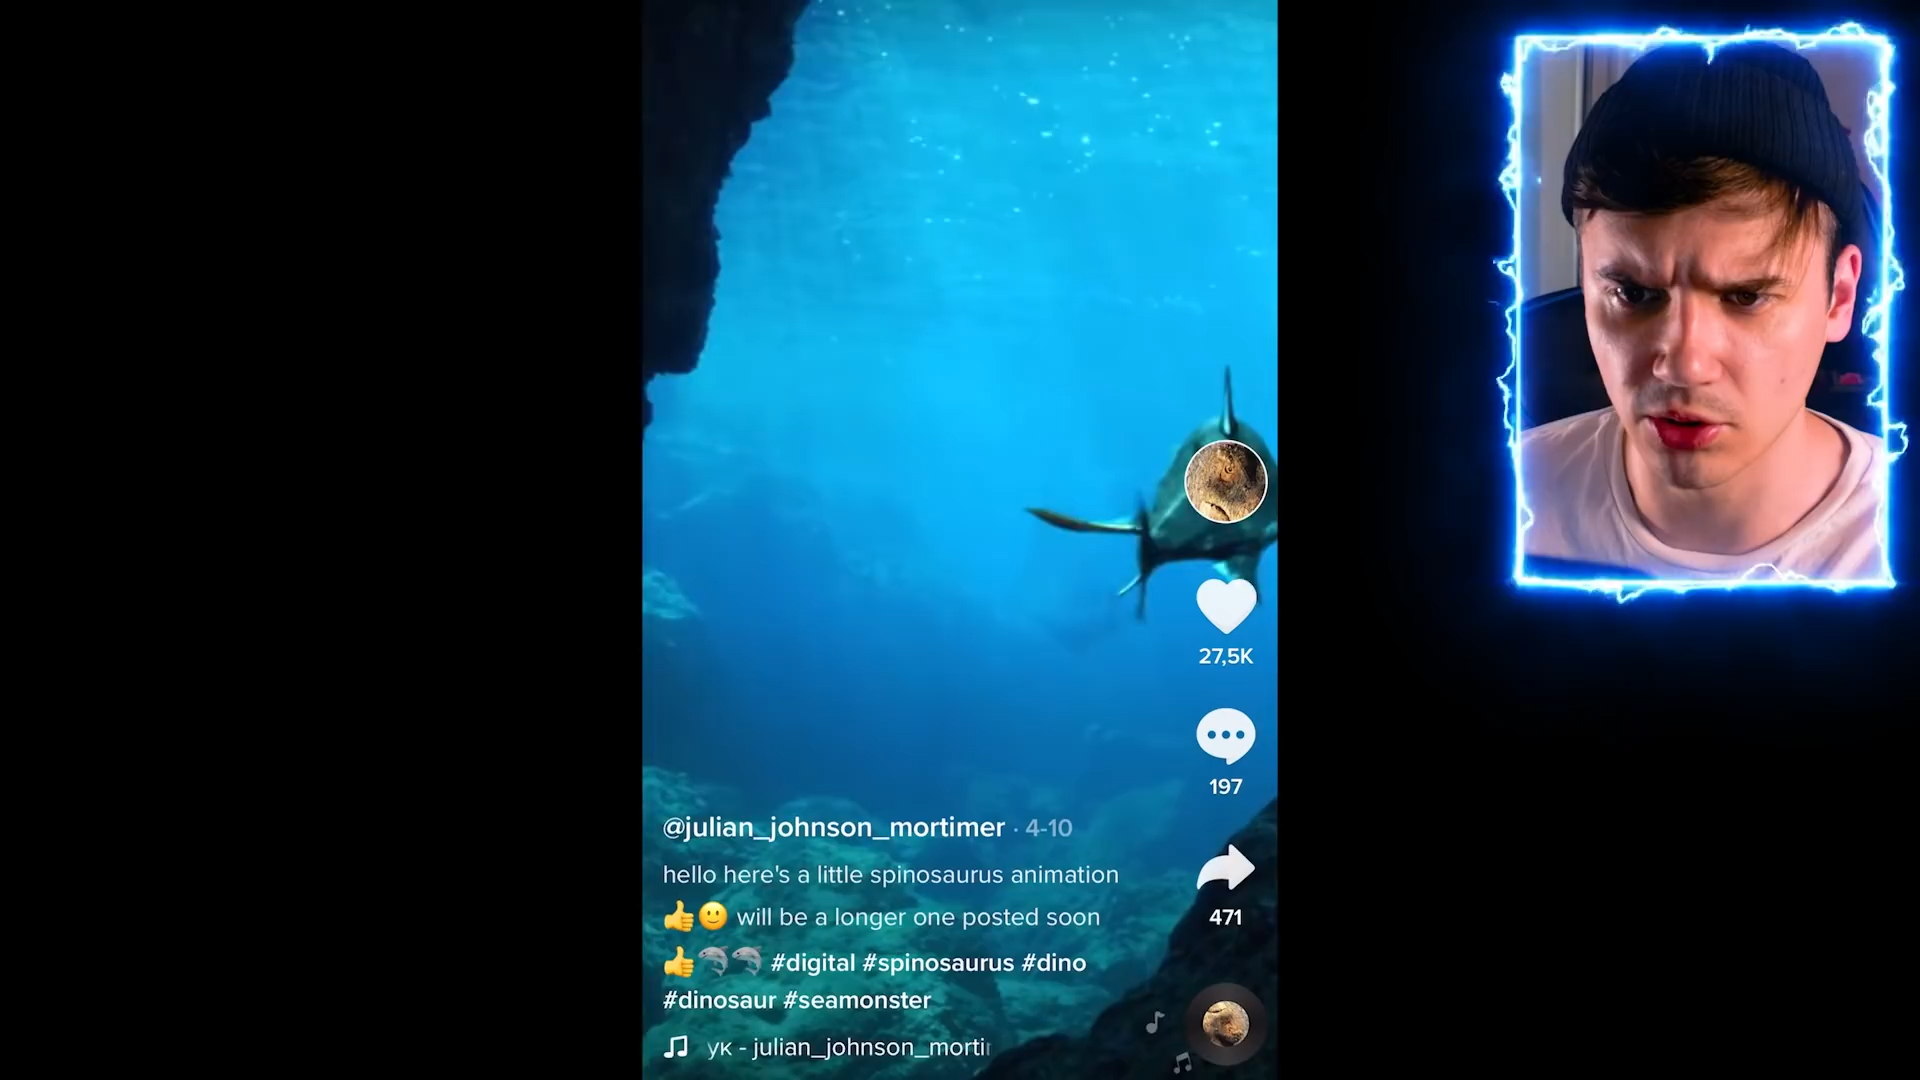 27,5K
197
@julian_johnson_mortimer · 4-10
hello here's a little spinosaurus animation
👍🙂 will be a longer one posted soon
471
👍🐬🐬 #digital #spinosaurus #dino
#dinosaur #seamonster
ук - julian_johnson_morti